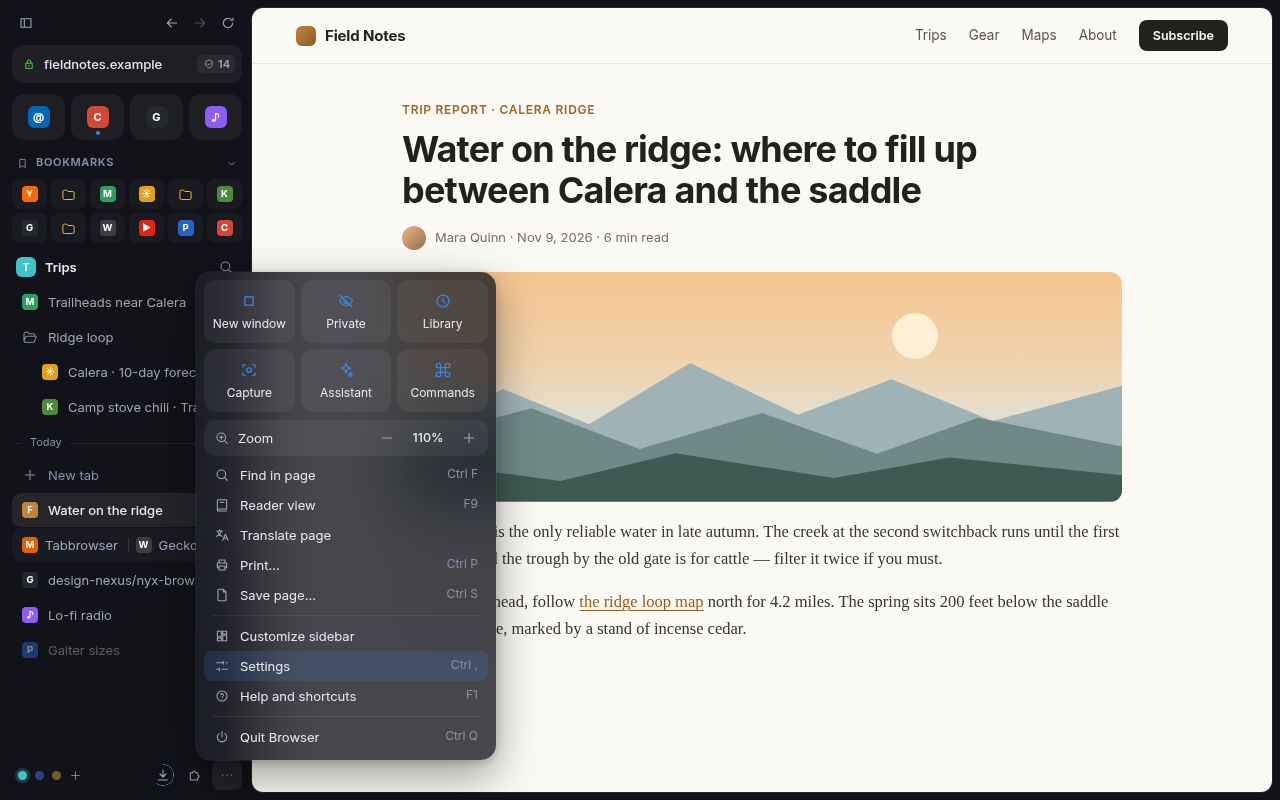 fieldnotes.example
14
@
C
G
BOOKMARKS
Y
M
K
G
W
P
C
T Trips
M Trailheads near Calera
Ridge loop
Calera · 10-day forec
K Camp stove chili · Tra
Today
New tab
F Water on the ridge
M Tabbrowser
W Gecko
G design-nexus/nyx-brow
Lo-fi radio
P Gaiter sizes
New window
Private
Library
Capture
Assistant
Commands
Zoom
110%
Find in page Ctrl F
Reader view F9
Translate page
Print... Ctrl P
Save page... Ctrl S
Customize sidebar
Settings Ctrl ,
Help and shortcuts F1
Quit Browser Ctrl Q
Field Notes
Trips
Gear
Maps
About
Subscribe
TRIP REPORT · CALERA RIDGE
Water on the ridge: where to fill up
between Calera and the saddle
Mara Quinn · Nov 9, 2026 · 6 min read
is the only reliable water in late autumn. The creek at the second switchback runs until the first
the trough by the old gate is for cattle — filter it twice if you must.
follow the ridge loop map north for 4.2 miles. The spring sits 200 feet below the saddle
marked by a stand of incense cedar.